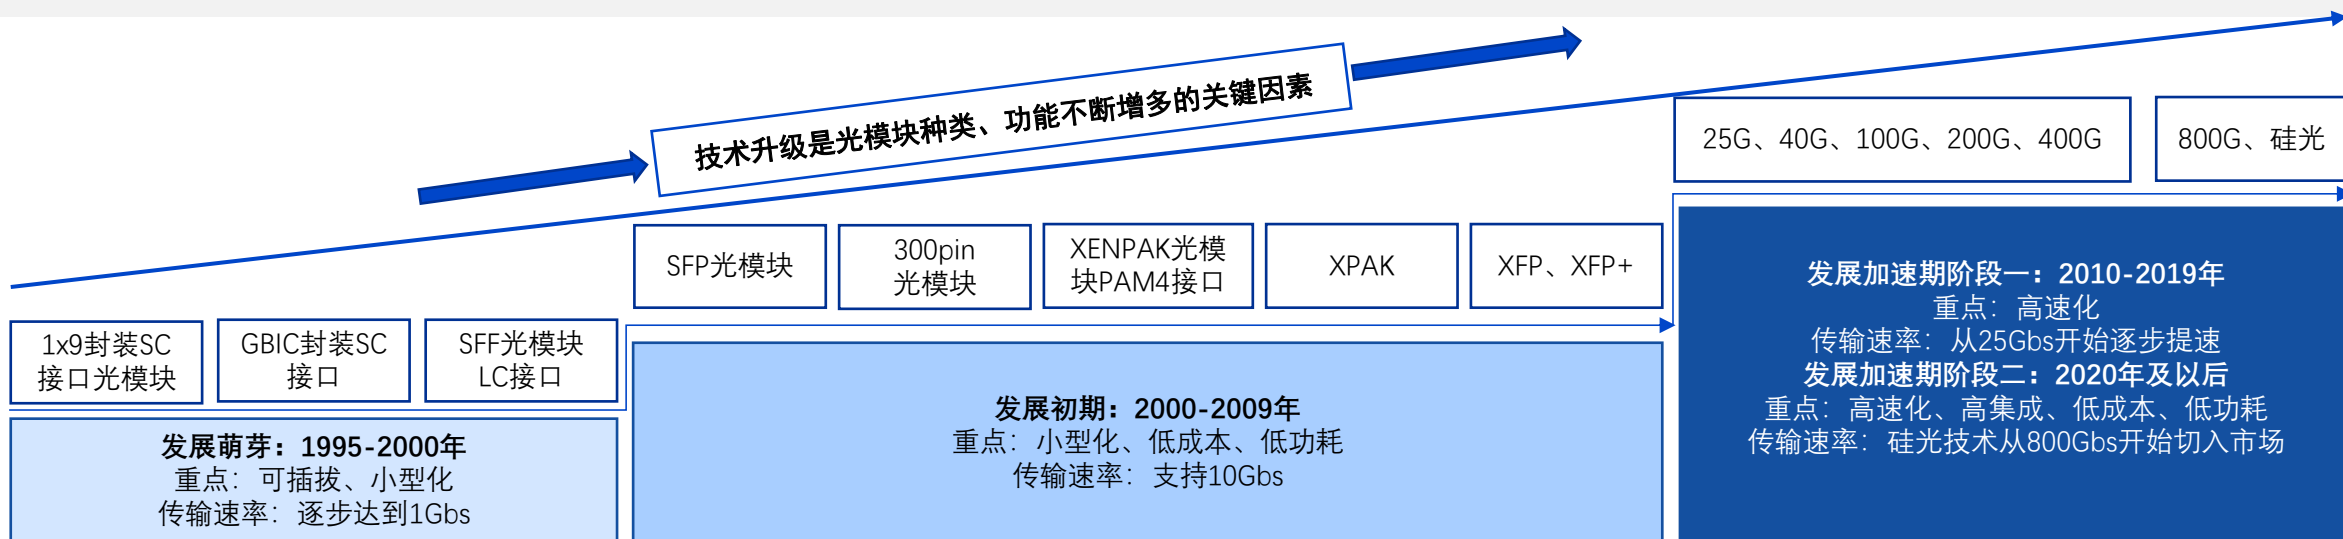 技术升级是光模块种类、功能不断增多的关键因素
25G、40G、100G、200G、400G
800G、硅光
SFP光模块
300pin
光模块
XENPAK光模
块PAM4接口
XPAK
XFP、XFP+
1x9封装SC
接口光模块
GBIC封装SC
接口
SFF光模块
LC接口
发展萌芽：1995-2000年
重点：可插拔、小型化
传输速率：逐步达到1Gbs
发展初期：2000-2009年
重点：小型化、低成本、低功耗
传输速率：支持10Gbs
发展加速期阶段一：2010-2019年
重点：高速化
传输速率：从25Gbs开始逐步提速
发展加速期阶段二：2020年及以后
重点：高速化、高集成、低成本、低功耗
传输速率：硅光技术从800Gbs开始切入市场